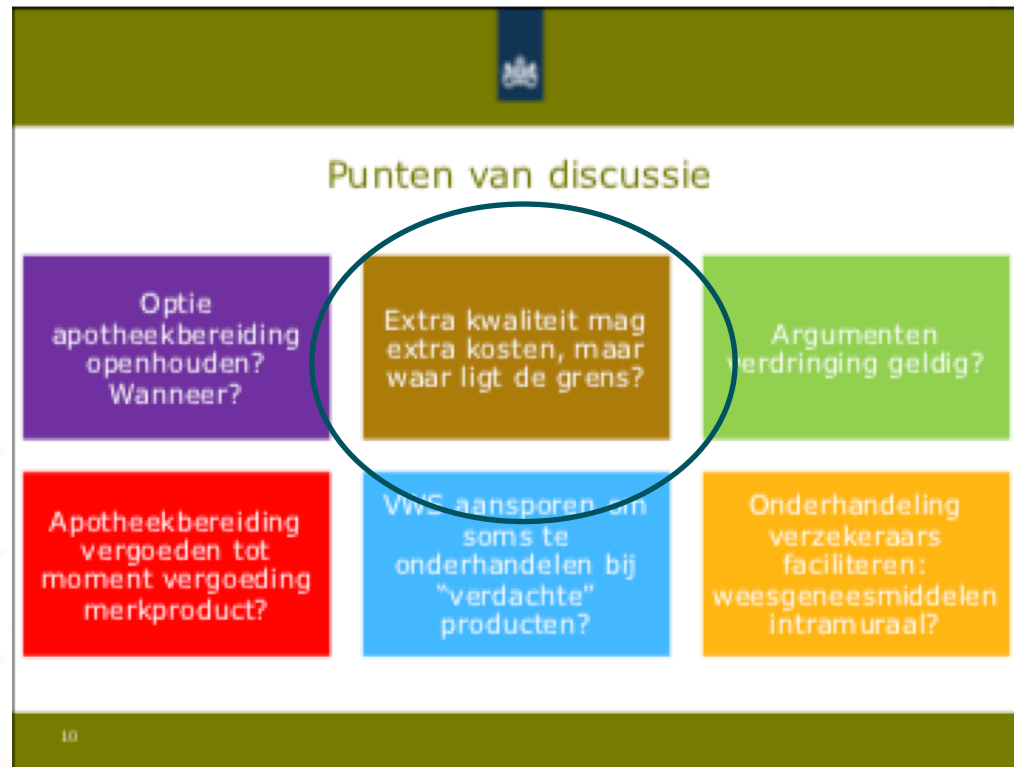 Punten van discussie
Optie
apotheekbereiding
openhouden?
Wanneer?
Extra kwaliteit mag
extra kosten, maar
waar ligt de grens?
Argumenten
verdringing geldig?
Apotheekbereiding
vergoeden tot
moment vergoeding
merkproduct?
VWS aansporen om
soms te
onderhandelen bij
"verdachte"
producten?
Onderhandeling
verzekeraars
faciliteren:
weesgeneesmiddelen
intramuraal?
10